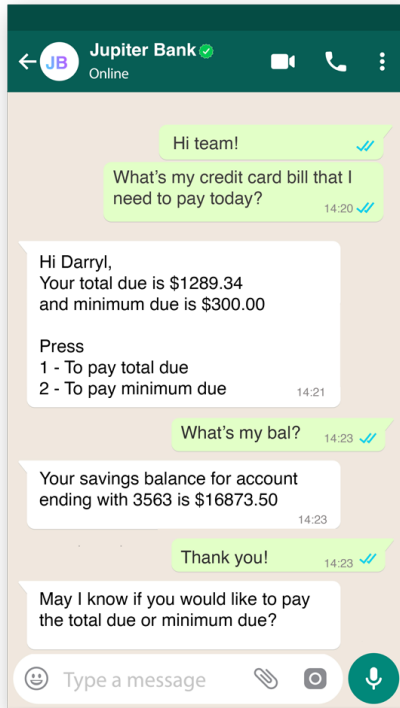 JB
Jupiter Bank
Online
Hi team!
What's my credit card bill that I
need to pay today?
14:20
Hi Darryl,
Your total due is $1289.34
and minimum due is $300.00
Press
1 - To pay total due
2 - To pay minimum due
14:21
What's my bal?
14:23
Your savings balance for account
ending with 3563 is $16873.50
14:23
Thank you!
14:23
May I know if you would like to pay
the total due or minimum due?
Type a message